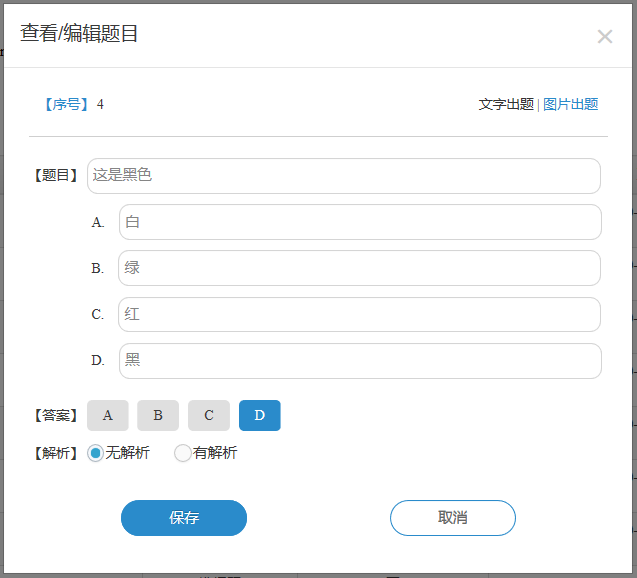 查看/编辑题目
×
【序号】 4
文字出题 | 图片出题
【题目】 这是黑色
A. 白
B. 绿
C. 红
D. 黑
【答案】 A B C D
【解析】 无解析 有解析
保存 取消